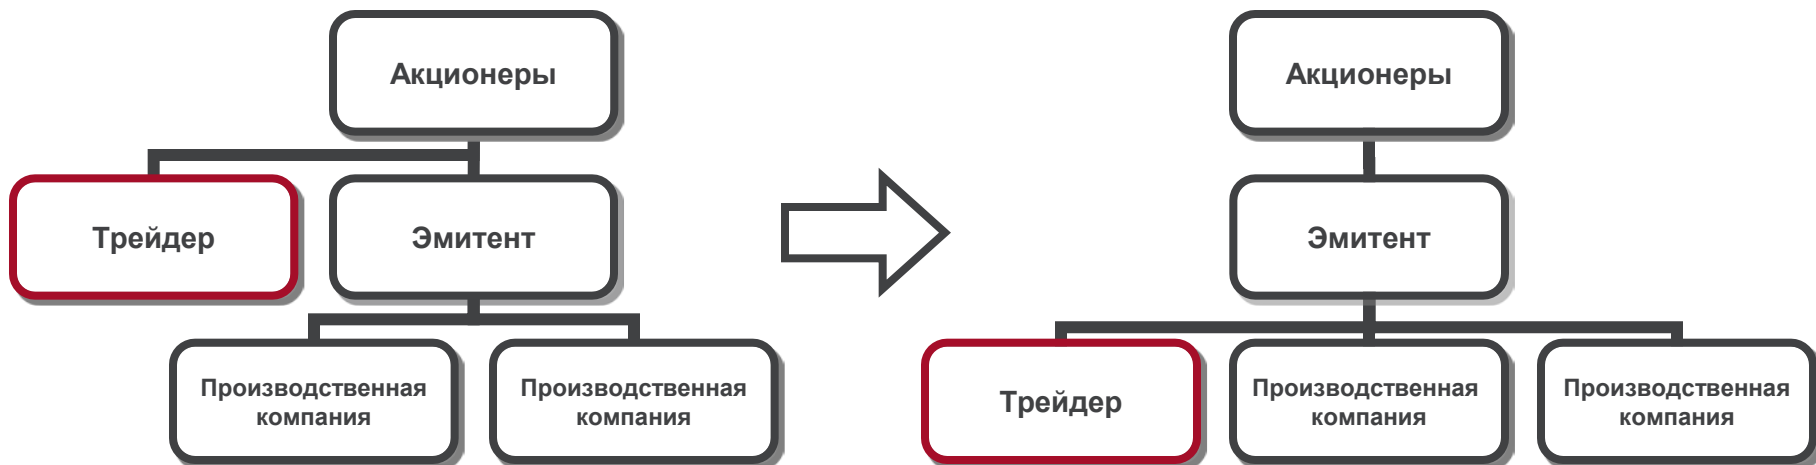 Акционеры
Трейдер
Эмитент
Производственная
компания
Производственная
компания
Акционеры
Эмитент
Трейдер
Производственная
компания
Производственная
компания